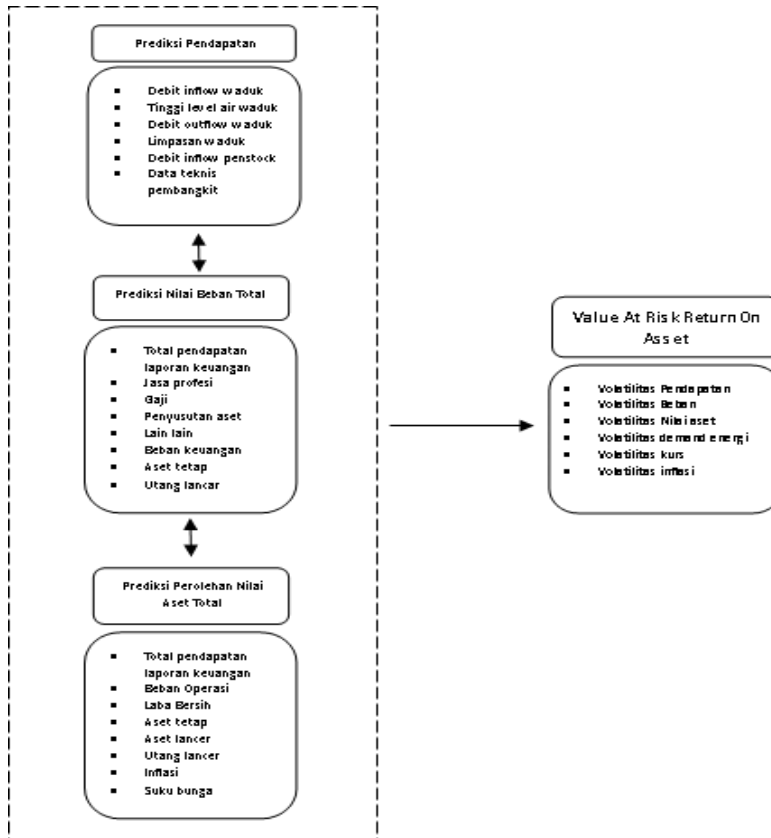 Prediksi Pendapatan
Debit inflow waduk
Tinggi level air waduk
Debit outflow waduk
Limpasan waduk
Debit inflow penstock
Data teknis
pembangkit
Prediksi Nilai Beban Total
Total pendapatan
laporan keuangan
Jasa profesi
Gaji
Penyusutan aset
Lain lain
Beban keuangan
Aset tetap
Utang lancar
Prediksi Perolehan Nilai
Aset Total
Total pendapatan
laporan keuangan
Beban Operasi
Laba Bersih
Aset tetap
Aset lancer
Utang lancer
Inflasi
Suku bunga
Value At Risk Return On
Asset
Volatilitas Pendapatan
Volatilitas Beban
Volatilitas Nilai aset
Volatilitas demand energi
Volatilitas kurs
Volatilitas inflasi